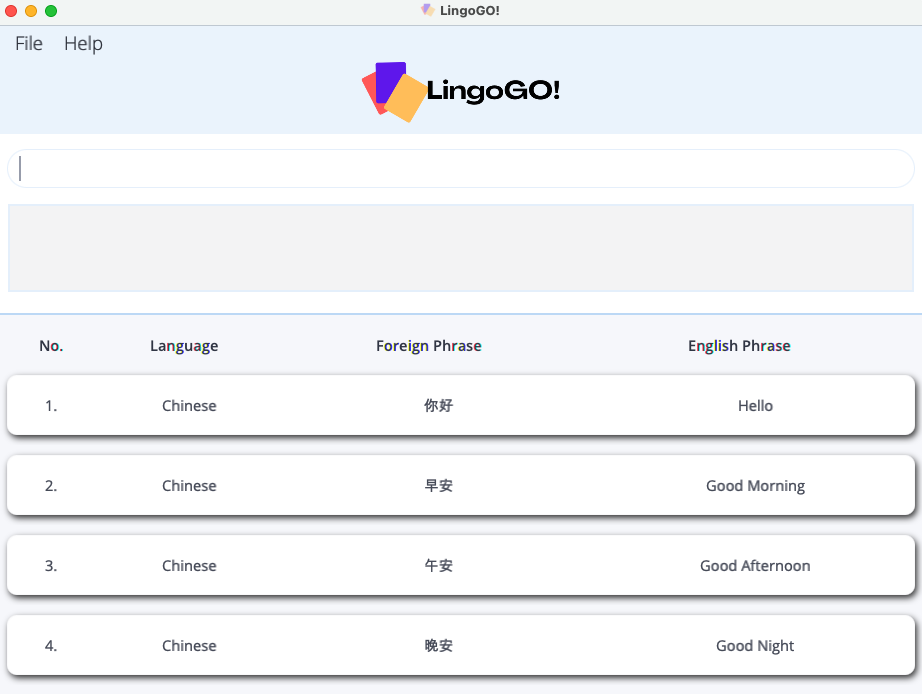 LingoGO!
File Help
LingoGO!
No. Language Foreign Phrase English Phrase
1. Chinese 你好 Hello
2. Chinese 早安 Good Morning
3. Chinese 午安 Good Afternoon
4. Chinese 晚安 Good Night